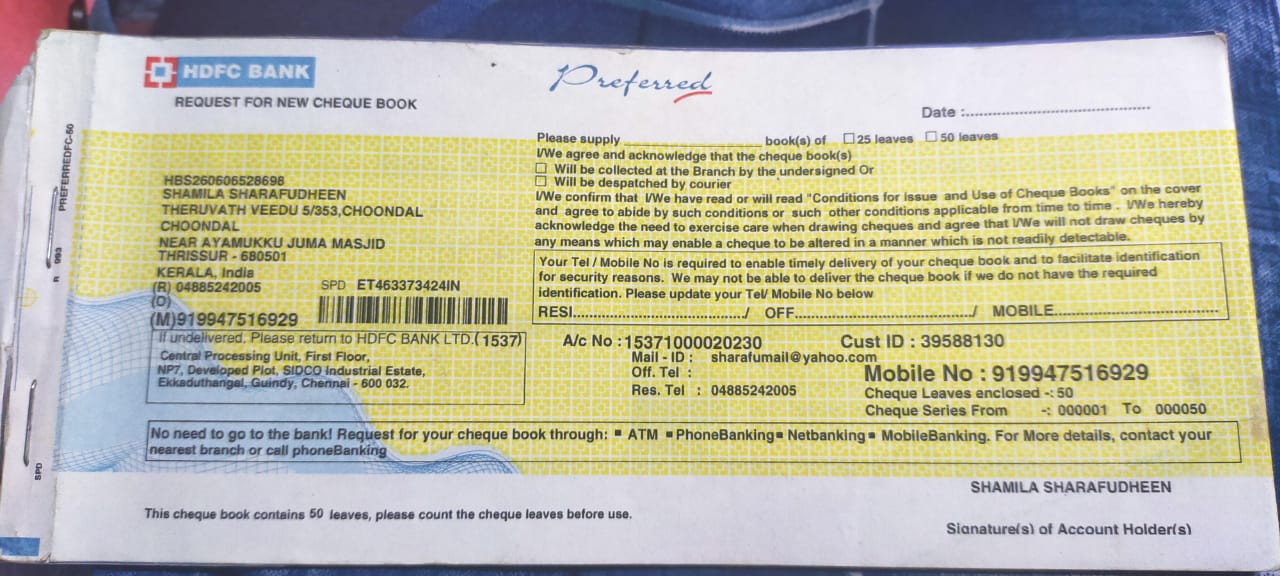 HDFC BANK
Preferred
REQUEST FOR NEW CHEQUE BOOK
Date :
PREFERREDFC-50
R 093
SPD
Please supply book(s) of 25 leaves 50 leaves
I/We agree and acknowledge that the cheque book(s)
Will be collected at the Branch by the undersigned Or
Will be despatched by courier
I/We confirm that I/We have read or will read "Conditions for issue and Use of Cheque Books" on the cover
and agree to abide by such conditions or such other conditions applicable from time to time . I/We hereby
acknowledge the need to exercise care when drawing cheques and agree that I/We will not draw cheques by
any means which may enable a cheque to be altered in a manner which is not readily detectable.
HBS260606528698
SHAMILA SHARAFUDHEEN
THERUVATH VEEDU 5/353,CHOONDAL
CHOONDAL
NEAR AYAMUKKU JUMA MASJID
THRISSUR - 680501
KERALA, India
(R) 04885242005
(O)
(M)919947516929
SPD ET463373424IN
Your Tel / Mobile No is required to enable timely delivery of your cheque book and to facilitate identification
for security reasons. We may not be able to deliver the cheque book if we do not have the required
identification. Please update your Tel/ Mobile No below
RESI...../ OFF...../ MOBILE.....
If undelivered. Please return to HDFC BANK LTD.(1537)
Central Processing Unit, First Floor,
NP7, Developed Plot, SIDCO Industrial Estate,
Ekkaduthangal, Guindy, Chennai - 600 032.
A/c No : 15371000020230 Cust ID : 39588130
Mail - ID : sharafumail@yahoo.com
Off. Tel :
Res. Tel : 04885242005
Mobile No : 919947516929
Cheque Leaves enclosed -: 50
Cheque Series From -: 000001 To 000050
No need to go to the bank! Request for your cheque book through: ▪ ATM ▪ PhoneBanking ▪ Netbanking ▪ MobileBanking. For More details, contact your
nearest branch or call phoneBanking
SHAMILA SHARAFUDHEEN
This cheque book contains 50 leaves, please count the cheque leaves before use.
Signature(s) of Account Holder(s)